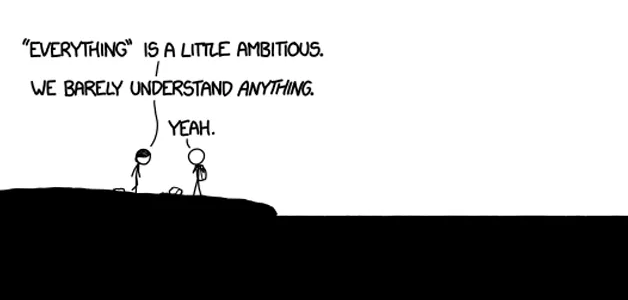 "EVERYTHING" IS A LITTLE AMBITIOUS.
WE BARELY UNDERSTAND ANYTHING.
YEAH.